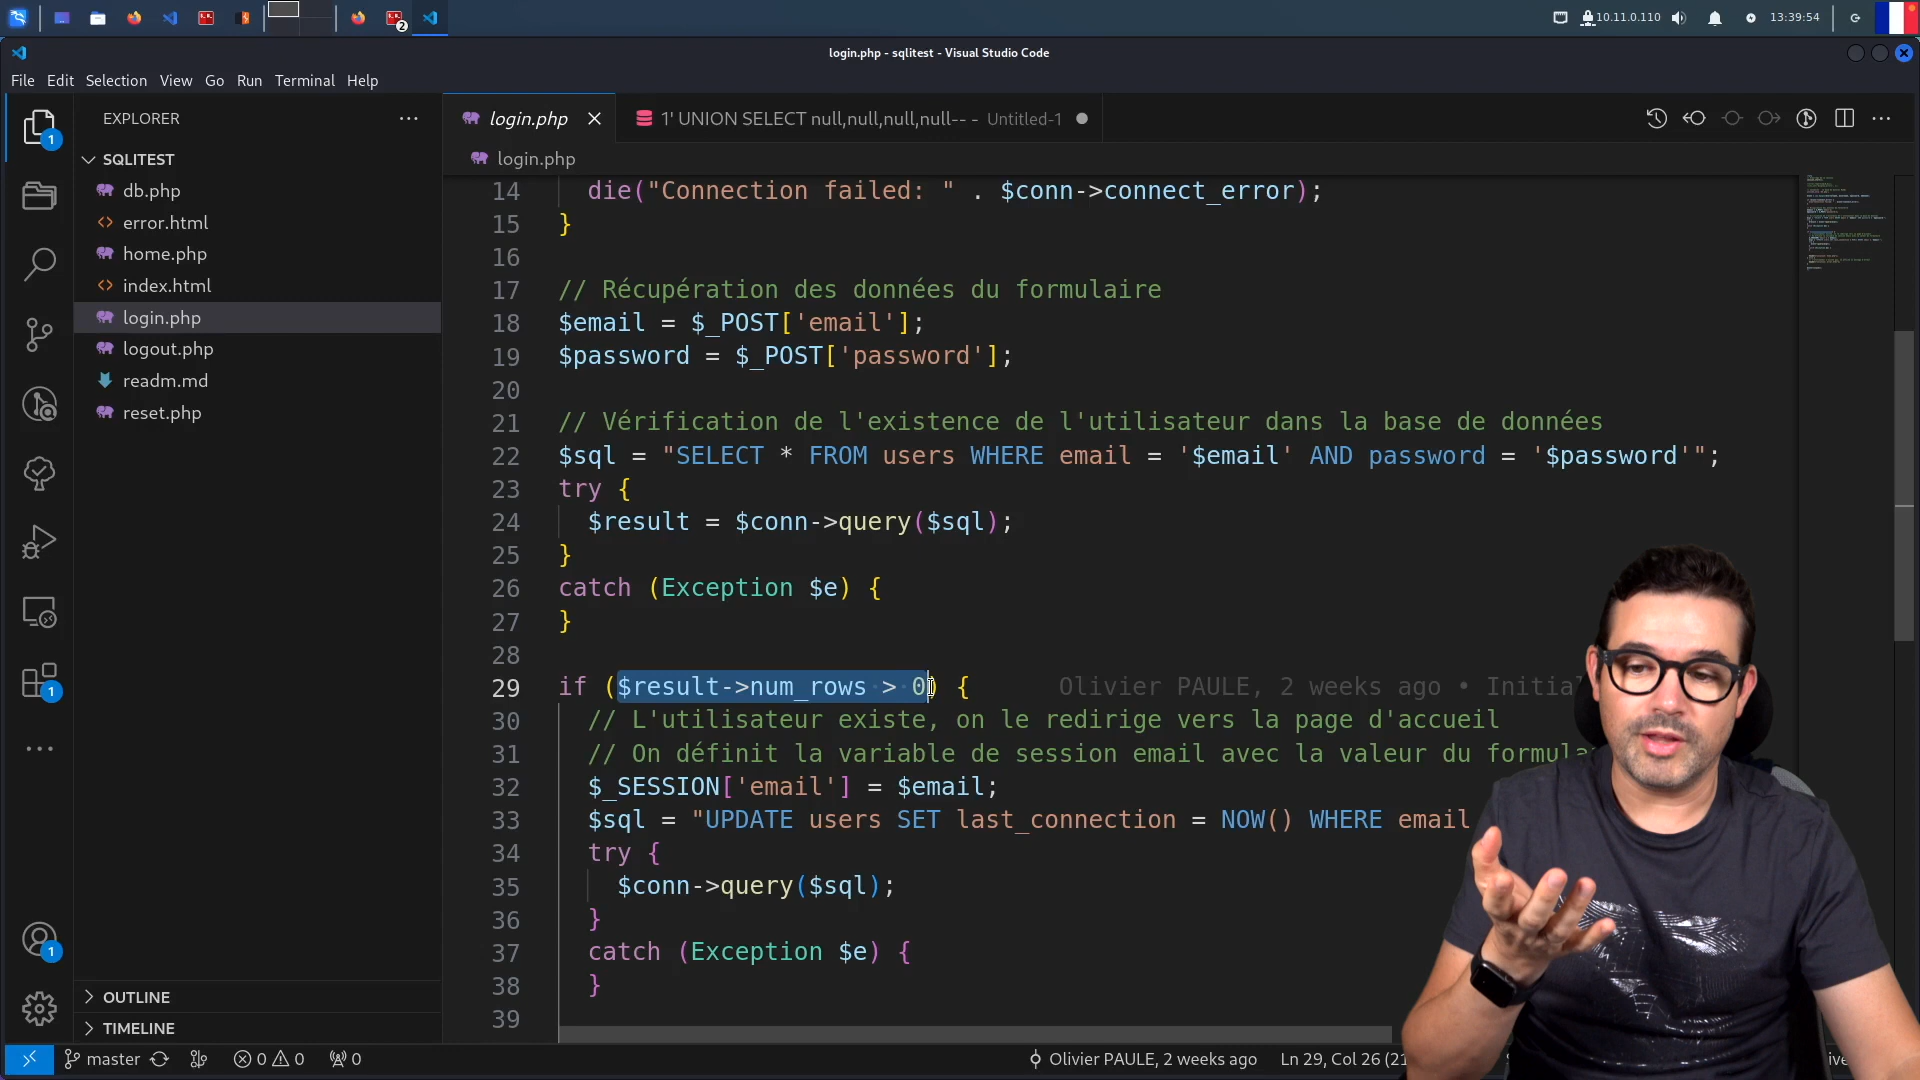 2
10.11.0.110
13:39:54
login.php - sqlitest - Visual Studio Code
File Edit Selection View Go Run Terminal Help
EXPLORER
login.php
1' UNION SELECT null,null,null,null-- - Untitled-1
1
SQLITEST
login.php
db.php
error.html
home.php
index.html
login.php
logout.php
readm.md
reset.php
14 die("Connection failed: " . $conn->connect_error);
15 }
16
17 // Récupération des données du formulaire
18 $email = $_POST['email'];
19 $password = $_POST['password'];
20
21 // Vérification de l'existence de l'utilisateur dans la base de données
22 $sql = "SELECT * FROM users WHERE email = '$email' AND password = '$password'";
23 try {
24 $result = $conn->query($sql);
25 }
26 catch (Exception $e) {
27 }
28
29 if ($result->num_rows > 0) { Olivier PAULE, 2 weeks ago • Initial
30 // L'utilisateur existe, on le redirige vers la page d'accueil
31 // On définit la variable de session email avec la valeur du
32 $_SESSION['email'] = $email;
33 $sql = "UPDATE users SET last_connection = NOW() WHERE email
34 try {
35 $conn->query($sql);
36 }
37 catch (Exception $e) {
38 }
39
1
1
OUTLINE
TIMELINE
master 0 0 0 Olivier PAULE, 2 weeks ago Ln 29, Col 26